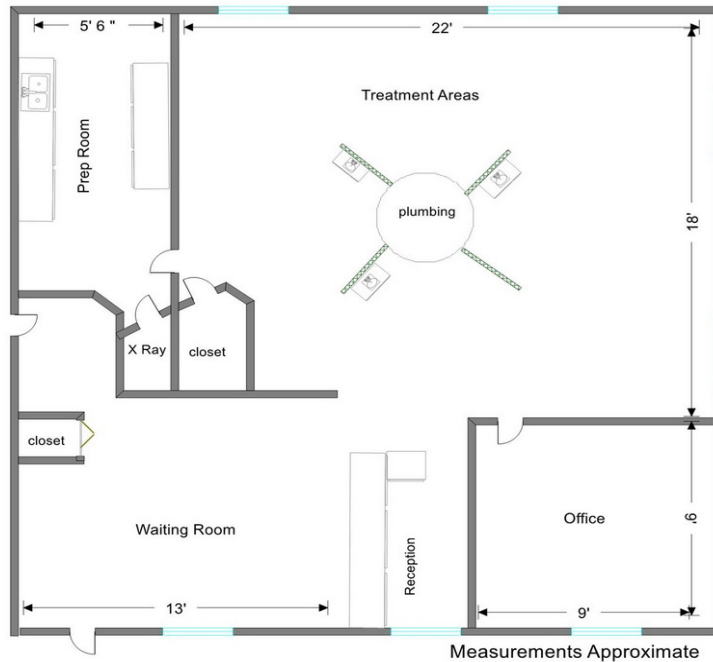 5' 6 "
22'
Treatment Areas
Prep Room
plumbing
18'
X Ray
closet
closet
Waiting Room
Office
9'
Reception
13'
9'
Measurements Approximate